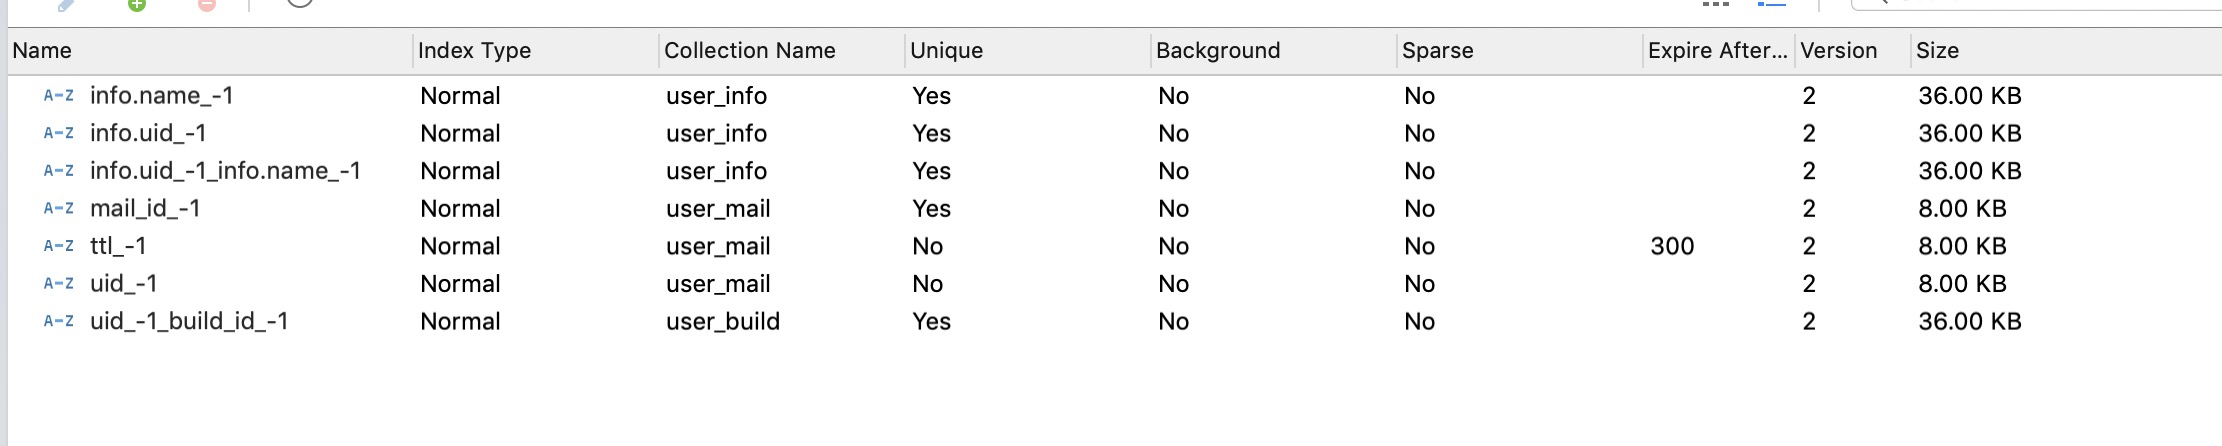 Name Index Type Collection Name Unique Background Sparse Expire After... Version Size
A-Z info.name_-1 Normal user_info Yes No No 2 36.00 KB
A-Z info.uid_-1 Normal user_info Yes No No 2 36.00 KB
A-Z info.uid_-1_info.name_-1 Normal user_info Yes No No 2 36.00 KB
A-Z mail_id_-1 Normal user_mail Yes No No 2 8.00 KB
A-Z ttl_-1 Normal user_mail No No No 300 2 8.00 KB
A-Z uid_-1 Normal user_mail No No No 2 8.00 KB
A-Z uid_-1_build_id_-1 Normal user_build Yes No No 2 36.00 KB